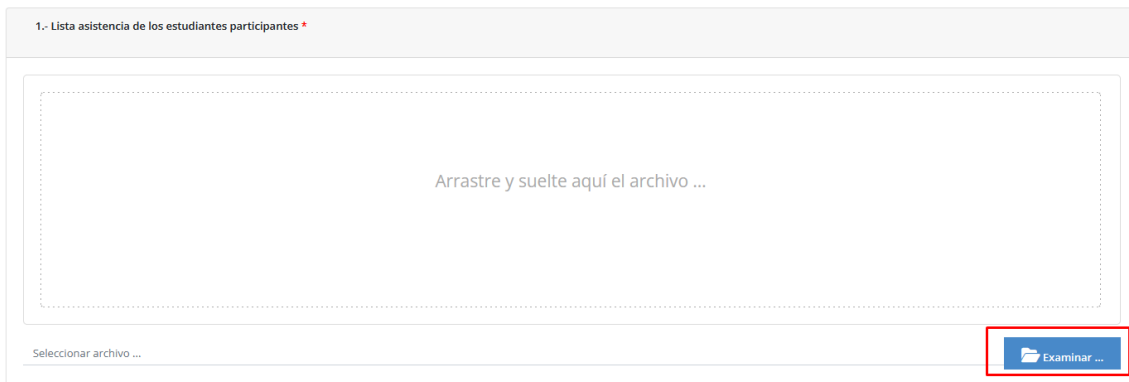 1.- Lista asistencia de los estudiantes participantes *
Arrastre y suelte aquí el archivo ...
Seleccionar archivo ...
Examinar ...